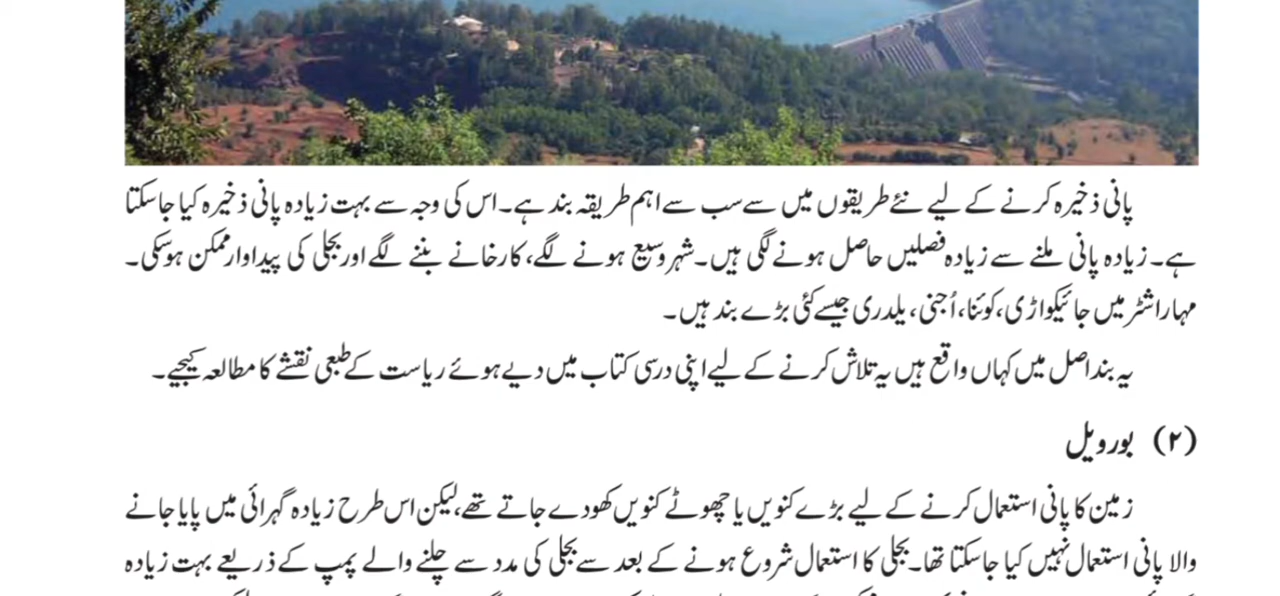 پانی ذخیرہ کرنے کے لیے نئے طریقوں میں سے سب سے اہم طریقہ بند ہے۔ اس کی وجہ سے بہت زیادہ پانی ذخیرہ کیا جاسکتا
ہے۔ زیادہ پانی ملنے سے زیادہ فصلیں حاصل ہونے لگی ہیں۔ شہر وسیع ہونے لگے، کارخانے بننے لگے اور بجلی کی پیداوار ممکن ہوسکی۔
مہاراشٹر میں جائیکواڑی، کوئنا، اُجنی، یلدری جیسے کئی بڑے بند ہیں۔
یہ بند اصل میں کہاں واقع ہیں یہ تلاش کرنے کے لیے اپنی درسی کتاب میں دیے ہوئے ریاست کے طبعی نقشے کا مطالعہ کیجیے۔
(۲) بورویل
زمین کا پانی استعمال کرنے کے لیے بڑے کنویں یا چھوٹے کنویں کھودے جاتے تھے، لیکن اس طرح زیادہ گہرائی میں پایا جانے
والا پانی استعمال نہیں کیا جاسکتا تھا۔ بجلی کا استعمال شروع ہونے کے بعد سے بجلی کی مدد سے چلنے والے پمپ کے ذریعے بہت زیادہ